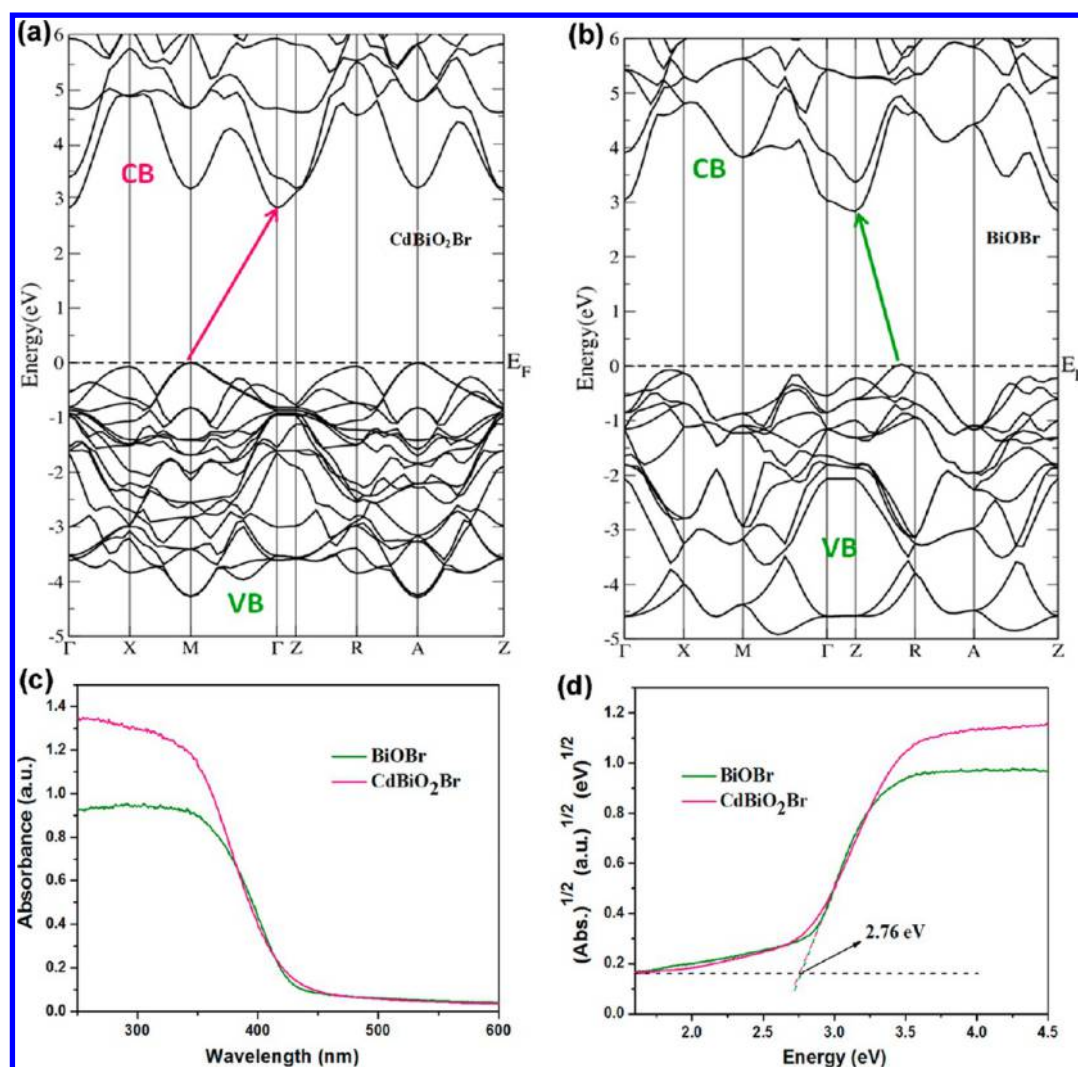 (a)
6
5
4
3
2
1
0
-1
-2
-3
-4
-5
Energy(eV)
CB
CdBiO₂Br
E_F
VB
Γ X M Γ Z R A Z
(b)
6
5
4
3
2
1
0
-1
-2
-3
-4
-5
Energy(eV)
CB
BiOBr
E_F
VB
Γ X M Γ Z R A Z
(c)
1.4
1.2
1.0
0.8
0.6
0.4
0.2
0.0
Absorbance (a.u.)
BiOBr
CdBiO₂Br
300 400 500 600
Wavelength (nm)
(d)
1.2
1.0
0.8
0.6
0.4
0.2
0.0
(Abs.)^1/2 (a.u.)^1/2 (eV)^1/2
BiOBr
CdBiO₂Br
2.76 eV
2.0 2.5 3.0 3.5 4.0 4.5
Energy (eV)